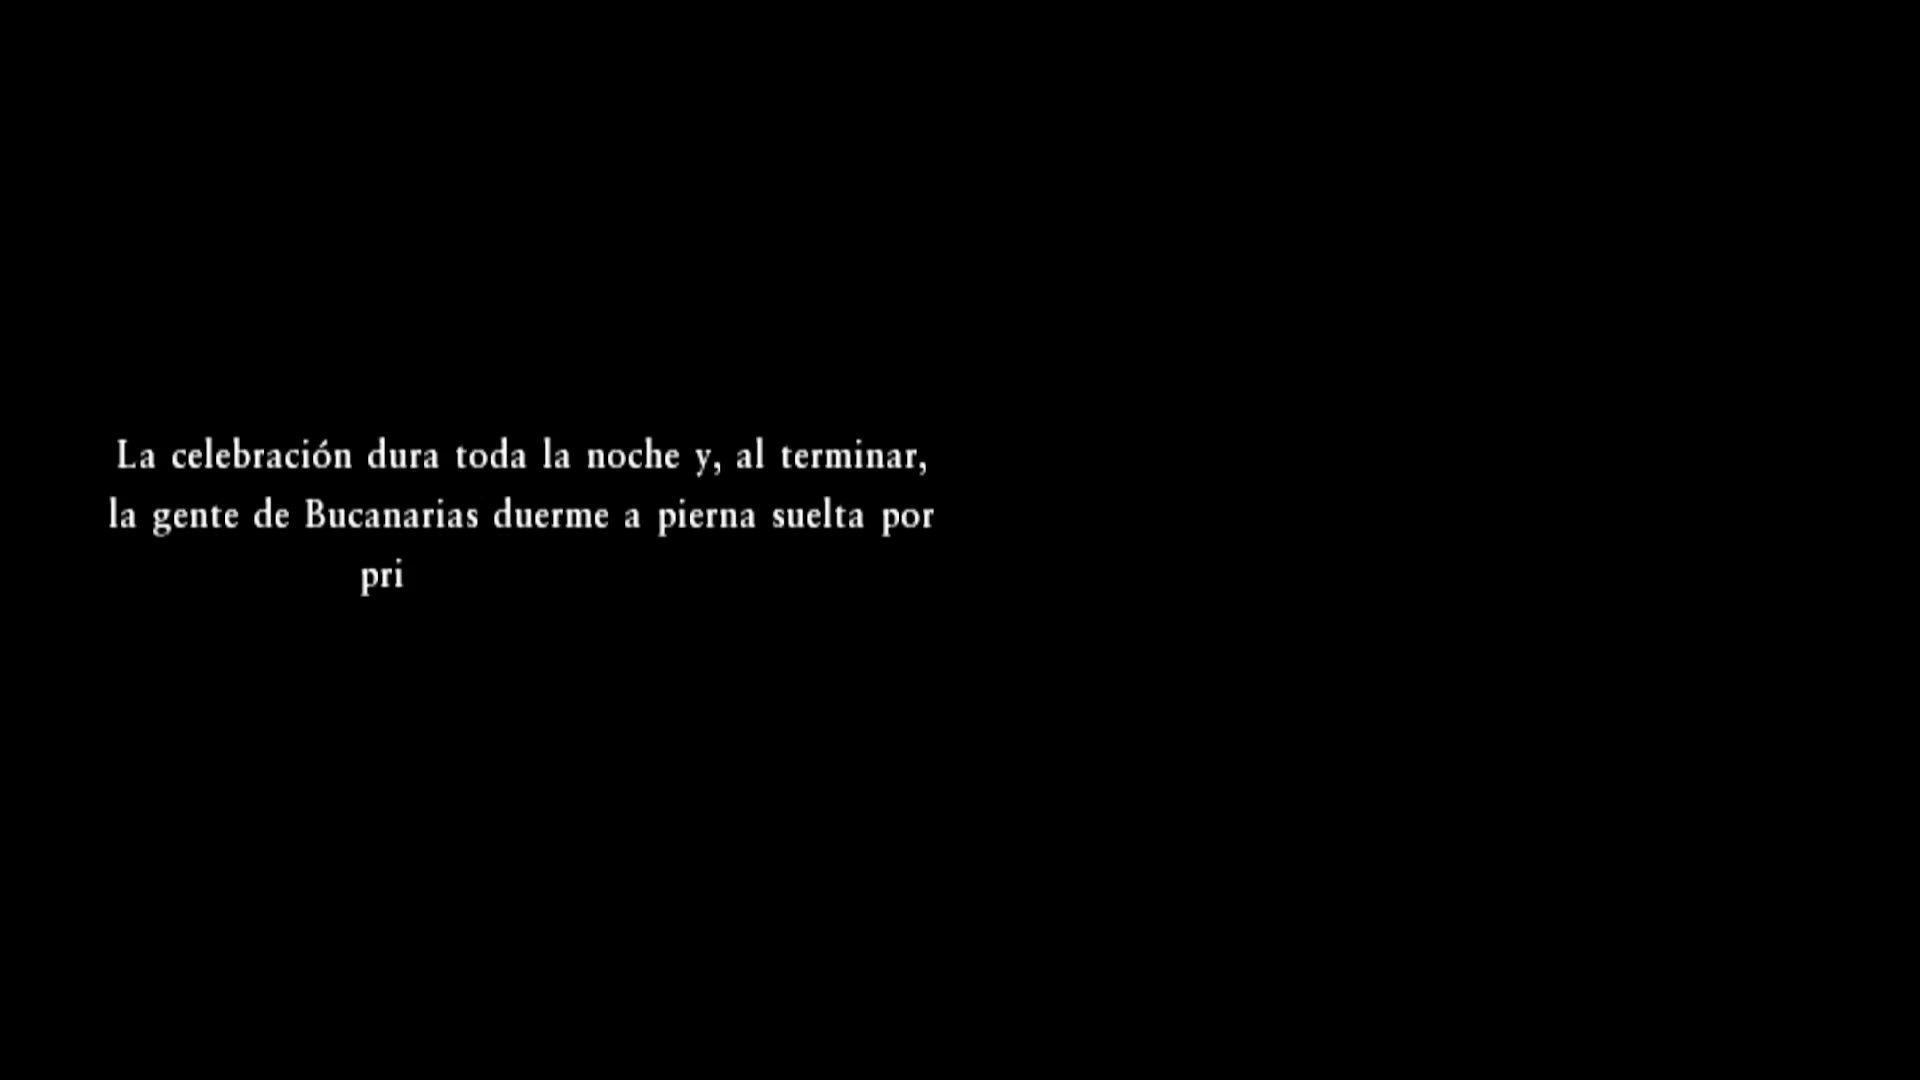 La celebración dura toda la noche y, al terminar,
la gente de Bucanarias duerme a pierna suelta por
pri